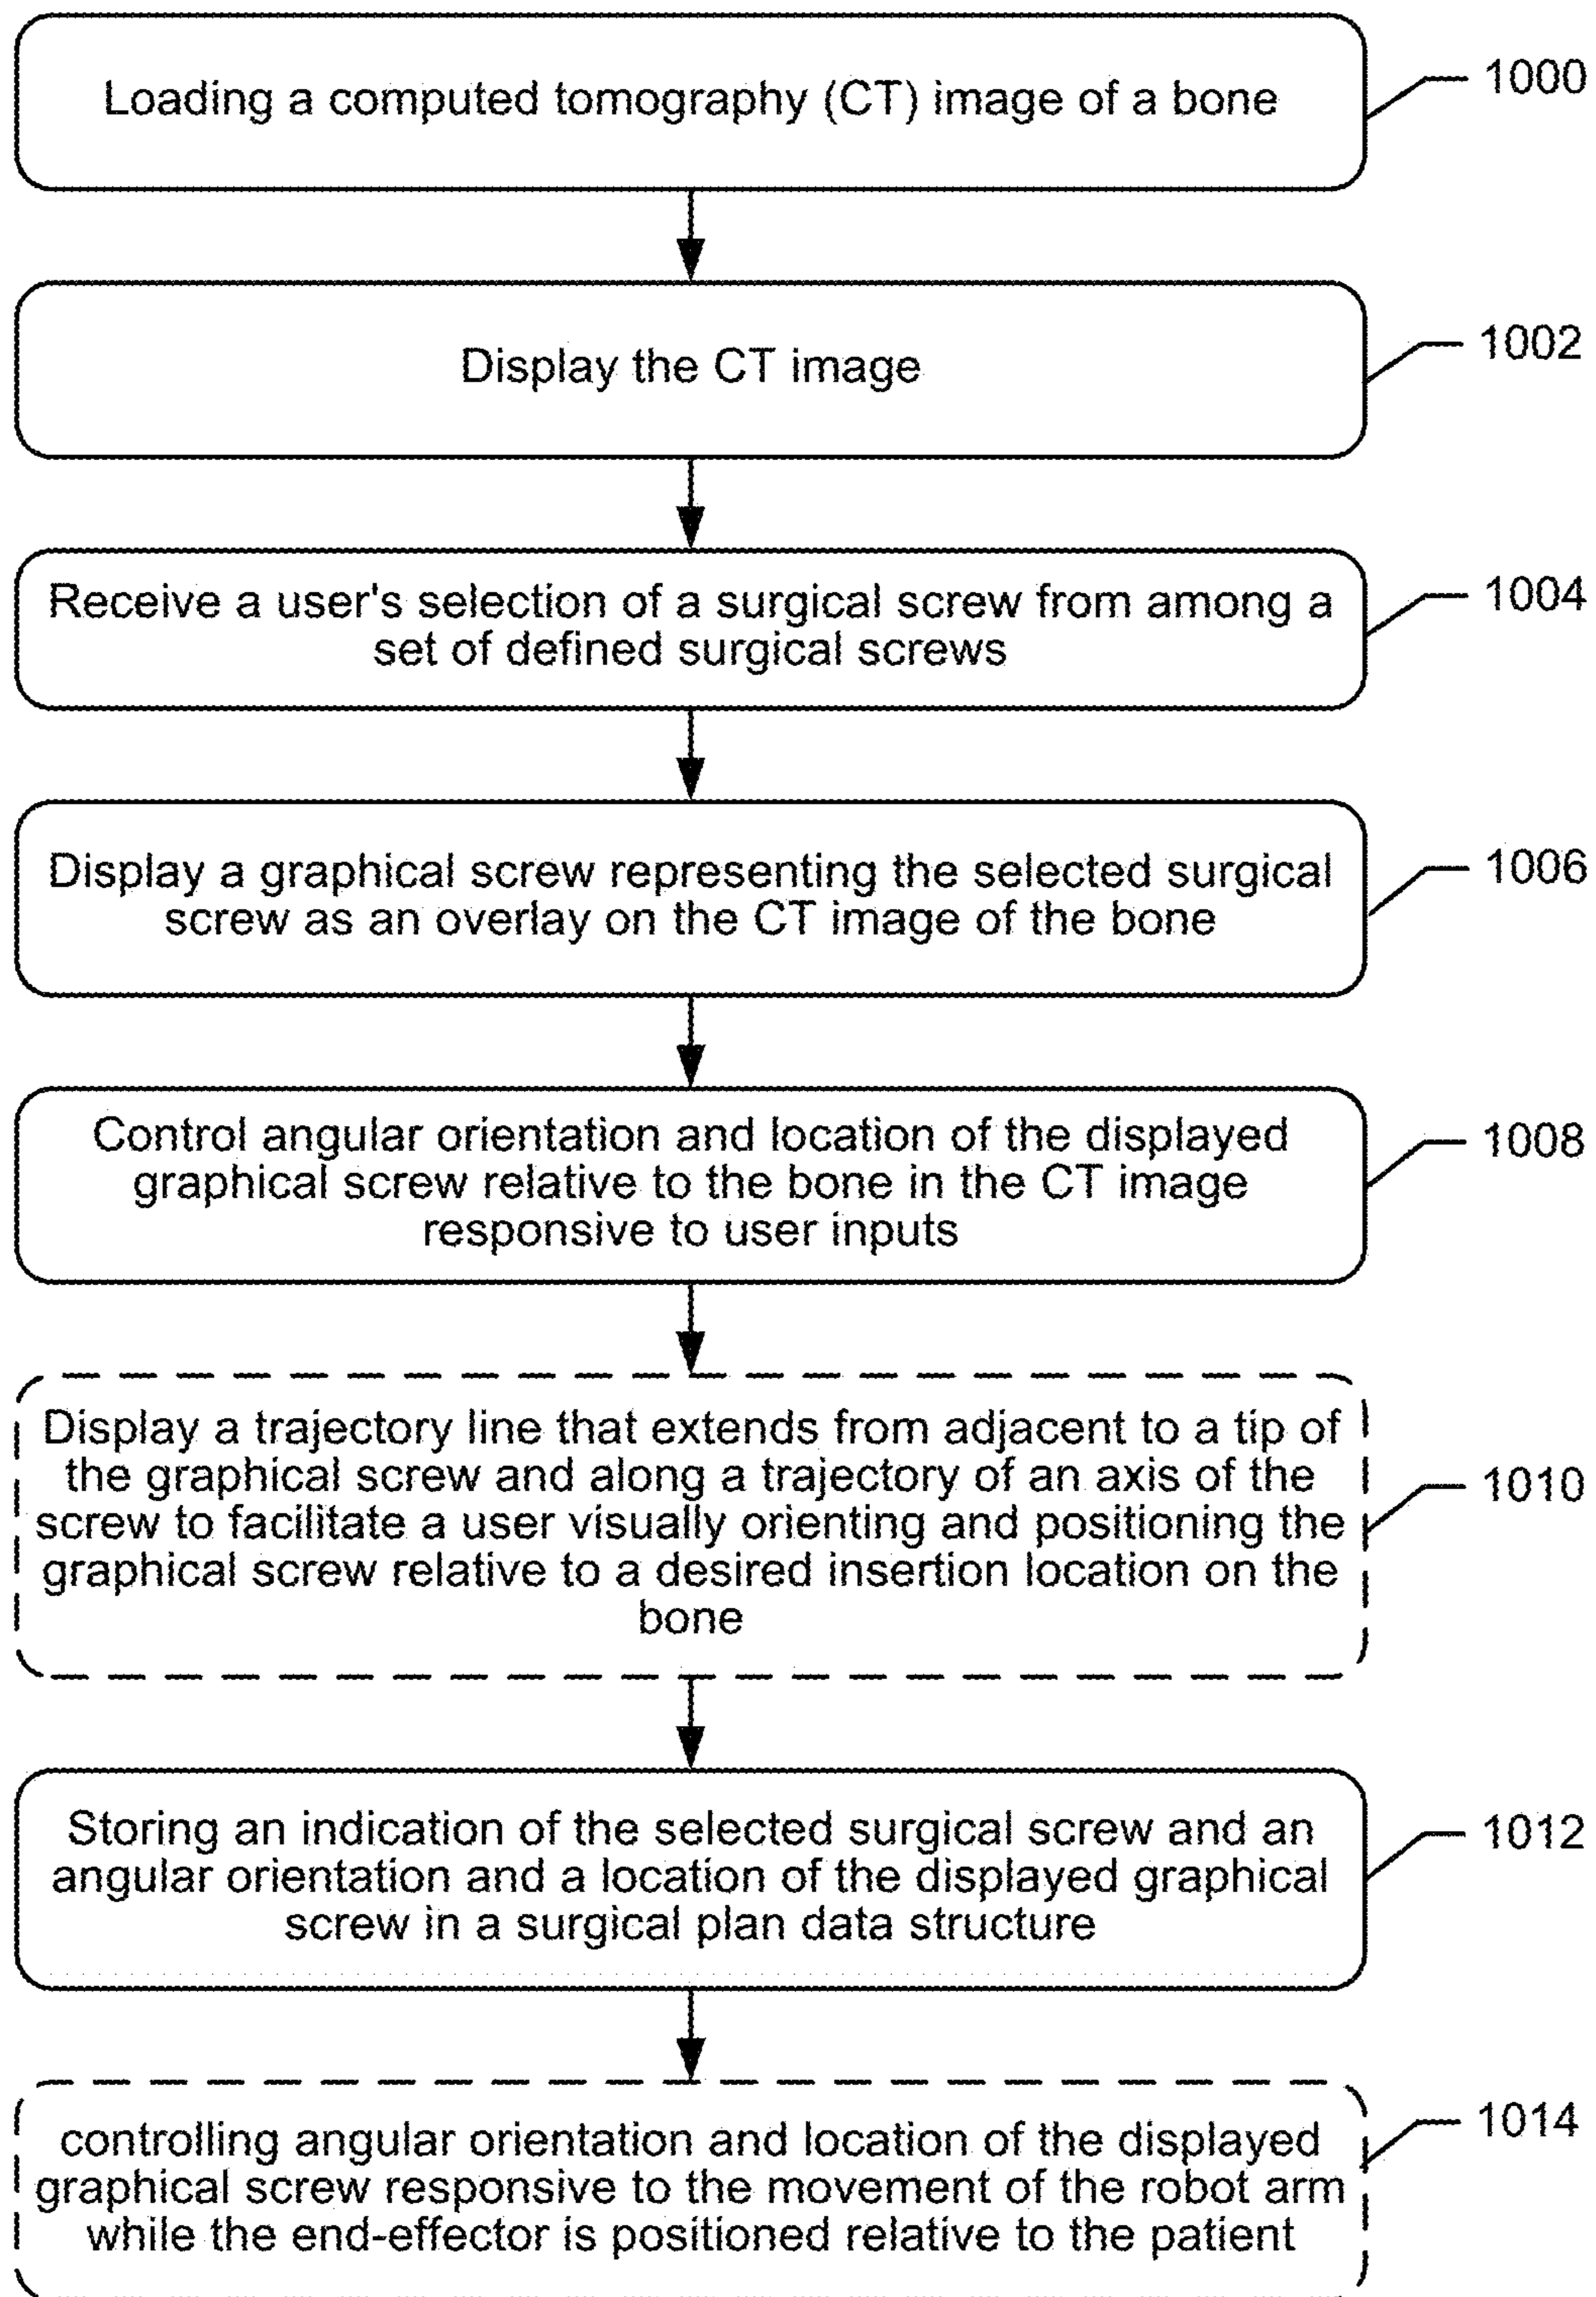 Loading a computed tomography (CT) image of a bone
1000
Display the CT image
1002
Receive a user's selection of a surgical screw from among a
set of defined surgical screws
1004
Display a graphical screw representing the selected surgical
screw as an overlay on the CT image of the bone
1006
Control angular orientation and location of the displayed
graphical screw relative to the bone in the CT image
responsive to user inputs
1008
Display a trajectory line that extends from adjacent to a tip of
the graphical screw and along a trajectory of an axis of the
screw to facilitate a user visually orienting and positioning the
graphical screw relative to a desired insertion location on the
bone
1010
Storing an indication of the selected surgical screw and an
angular orientation and a location of the displayed graphical
screw in a surgical plan data structure
1012
controlling angular orientation and location of the displayed
graphical screw responsive to the movement of the robot arm
while the end-effector is positioned relative to the patient
1014